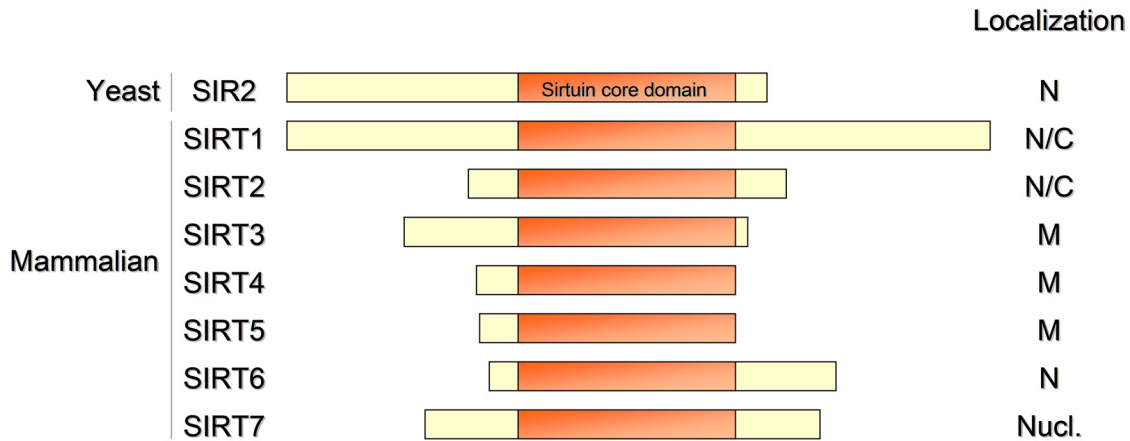 Localization
Yeast SIR2 Sirtuin core domain N
SIRT1 N/C
SIRT2 N/C
SIRT3 M
Mammalian
SIRT4 M
SIRT5 M
SIRT6 N
SIRT7 Nucl.